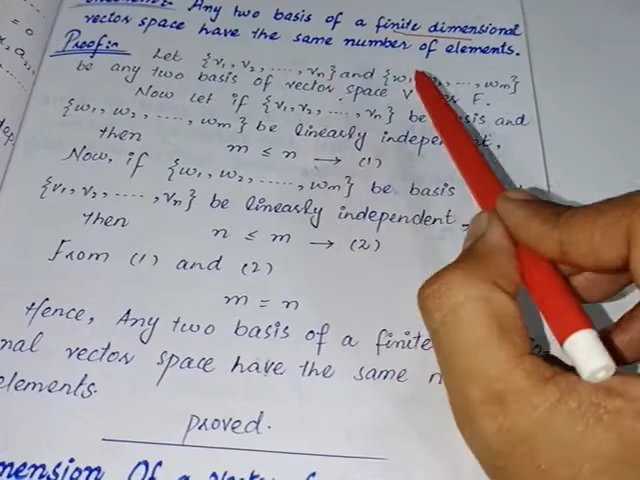 Any two basis of a finite dimensional
vector space have the same number of elements.
Proof:-
Let {v₁, v₂, ...., vₙ} and {w₁, ..., wₘ}
be any two basis of vector space V F.
Now let if {v₁, v₂, ..., vₙ} be and
{w₁, w₂, ...., wₘ} be linearly independent,
then m ≤ n → (1)
Now, if {w₁, w₂, ....., wₘ} be basis
{v₁, v₂, ....., vₙ} be linearly independent,
then n ≤ m → (2)
From (1) and (2)
m = n
Hence, Any two basis of a finite
nal vector space have the same n
elements.
proved.
mension Of a